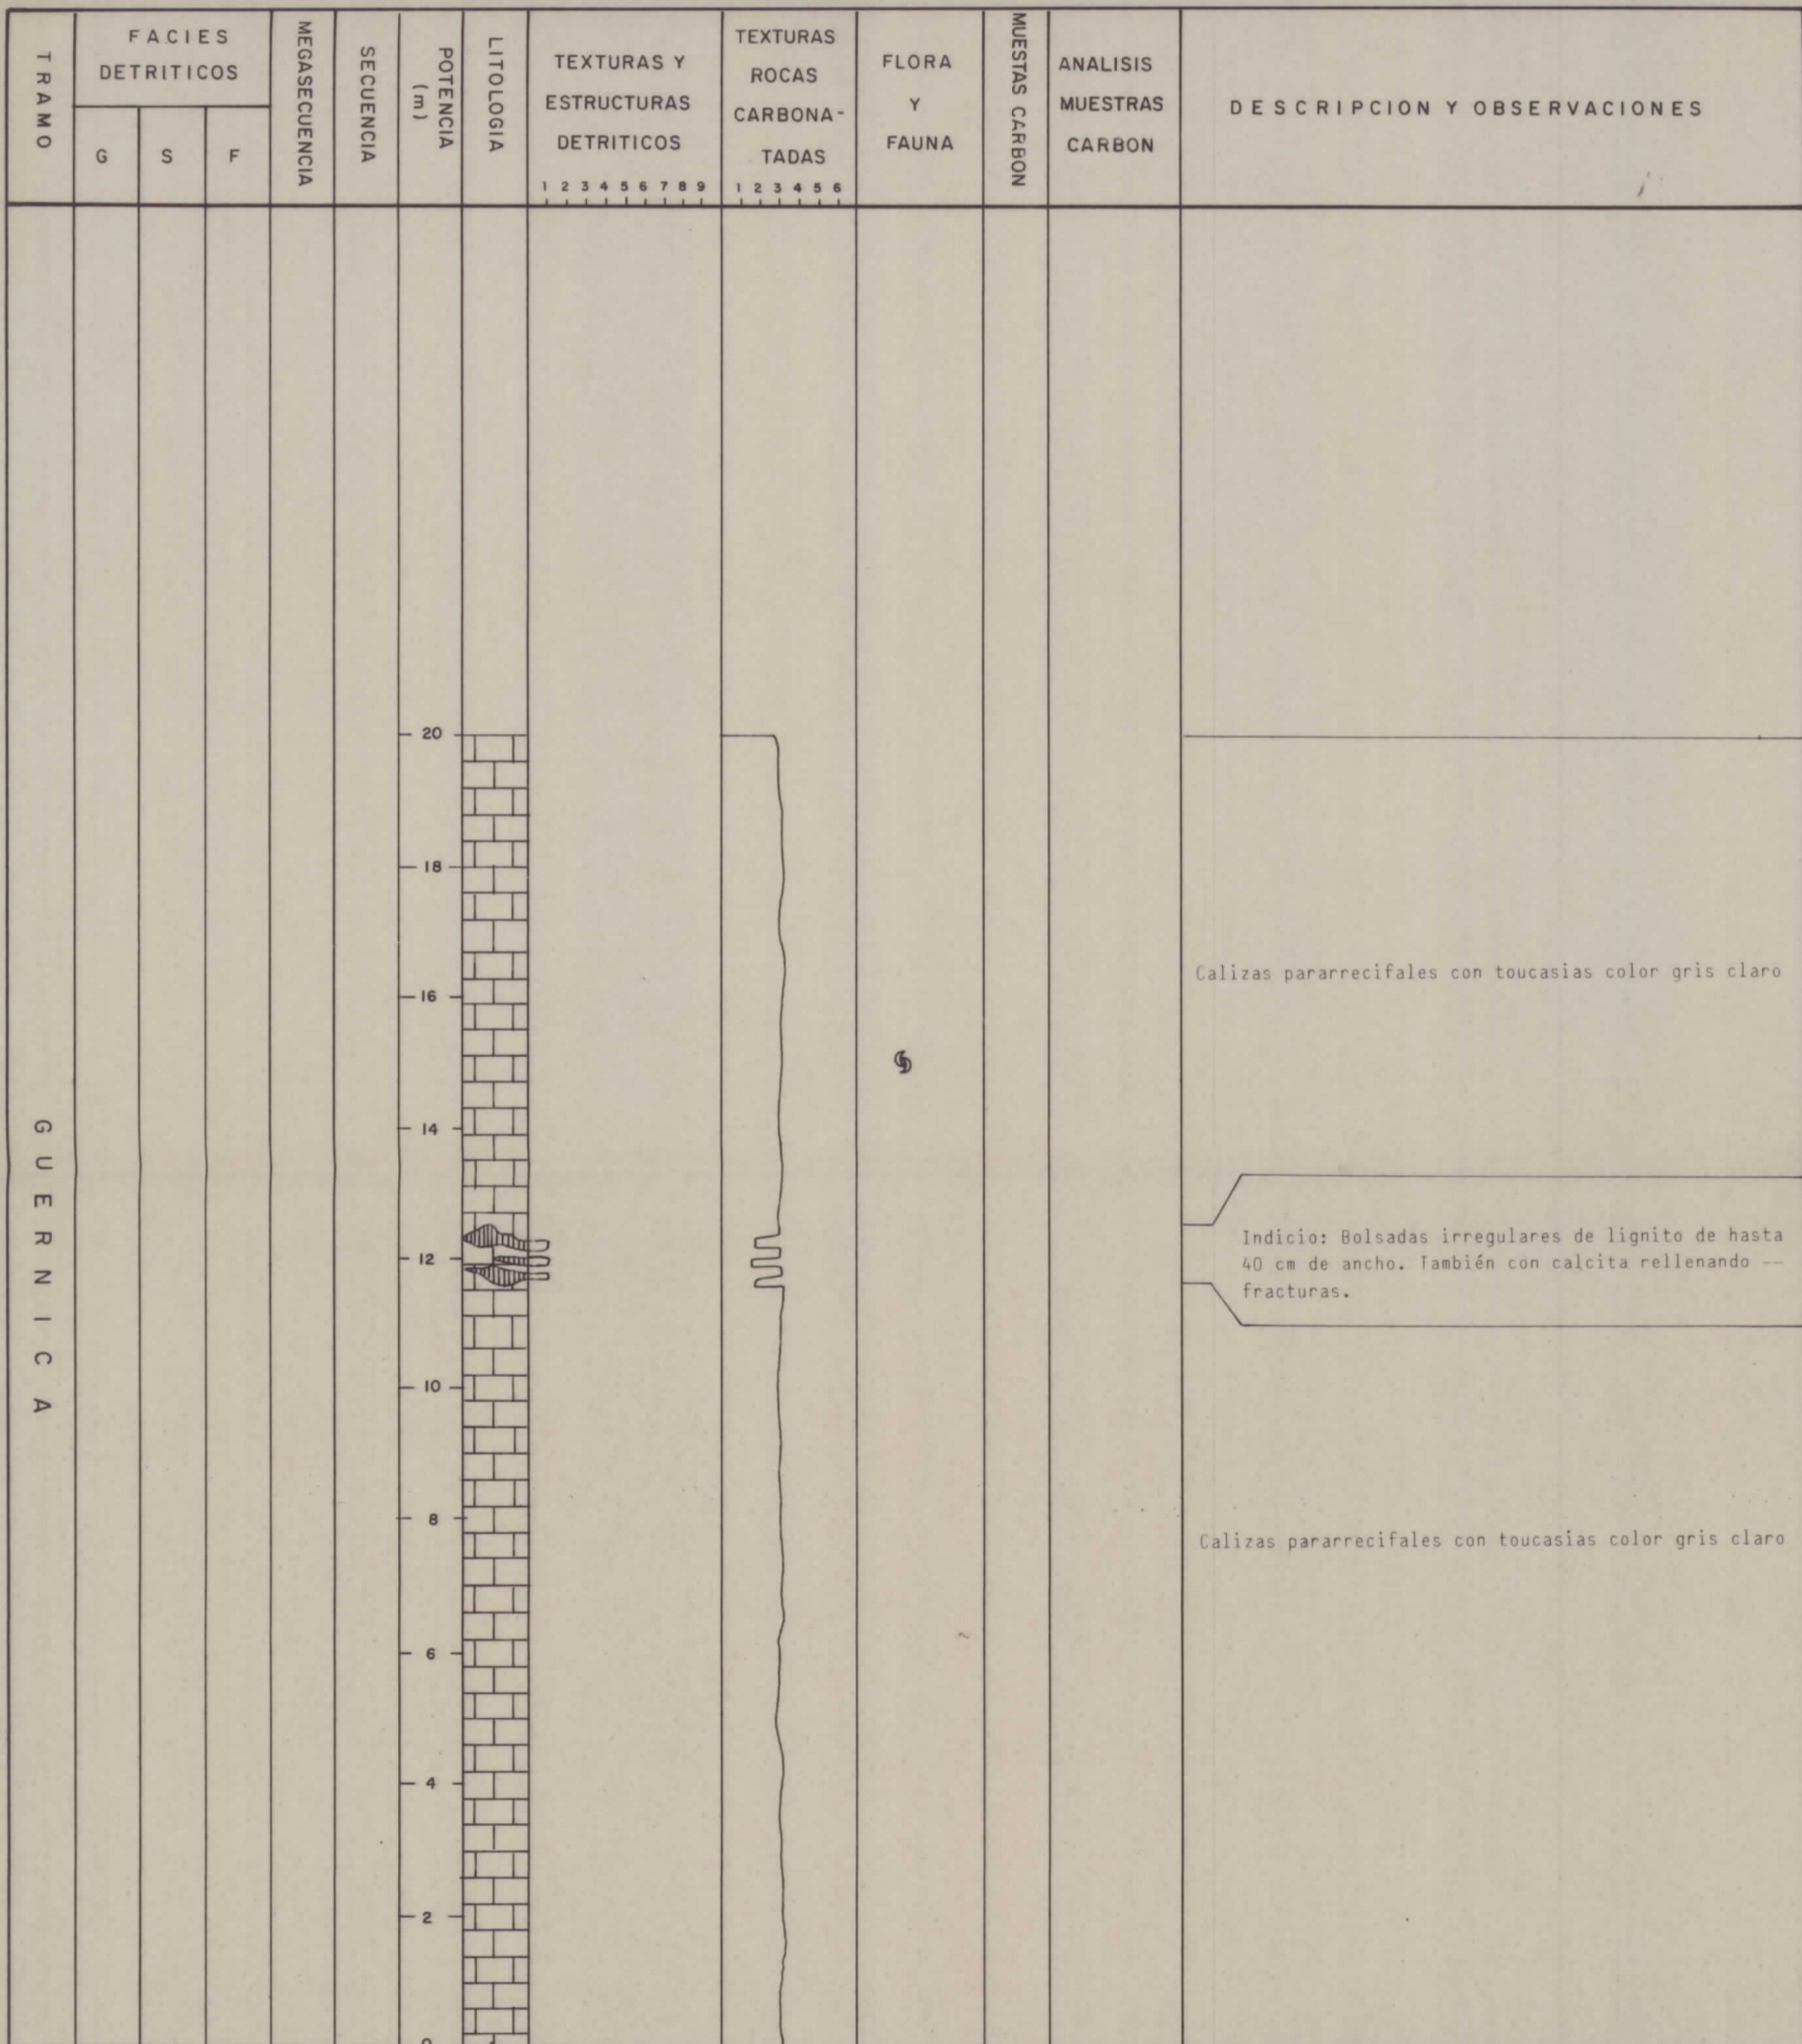 TRAMO
FACIES
DETRITICOS
G S F
MEGASECUENCIA
SECUENCIA
POTENCIA
(m)
LITOLOGIA
TEXTURAS Y
ESTRUCTURAS
DETRITICOS
1 2 3 4 5 6 7 8 9
TEXTURAS
ROCAS
CARBONA-
TADAS
1 2 3 4 5 6
FLORA
Y
FAUNA
MUESTAS CARBON
ANALISIS
MUESTRAS
CARBON
DESCRIPCION Y OBSERVACIONES
GUERNICA
20
18
16
14
12
10
8
6
4
2
Calizas pararrecifales con toucasias color gris claro
Indicio: Bolsadas irregulares de lignito de hasta
40 cm de ancho. También con calcita rellenando --
fracturas.
Calizas pararrecifales con toucasias color gris claro